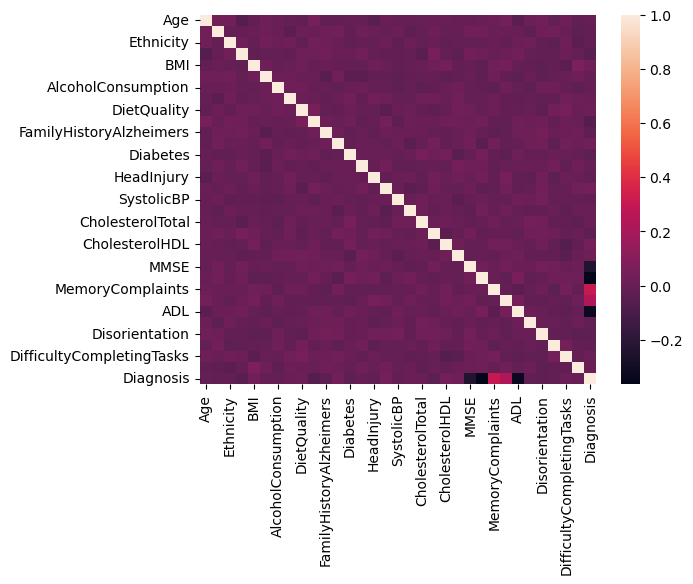 Age
Ethnicity
BMI
AlcoholConsumption
DietQuality
FamilyHistoryAlzheimers
Diabetes
HeadInjury
SystolicBP
CholesterolTotal
CholesterolHDL
MMSE
MemoryComplaints
ADL
Disorientation
DifficultyCompletingTasks
Diagnosis
Age
Ethnicity
BMI
AlcoholConsumption
DietQuality
FamilyHistoryAlzheimers
Diabetes
HeadInjury
SystolicBP
CholesterolTotal
CholesterolHDL
MMSE
MemoryComplaints
ADL
Disorientation
DifficultyCompletingTasks
Diagnosis
1.0
0.8
0.6
0.4
0.2
0.0
−0.2